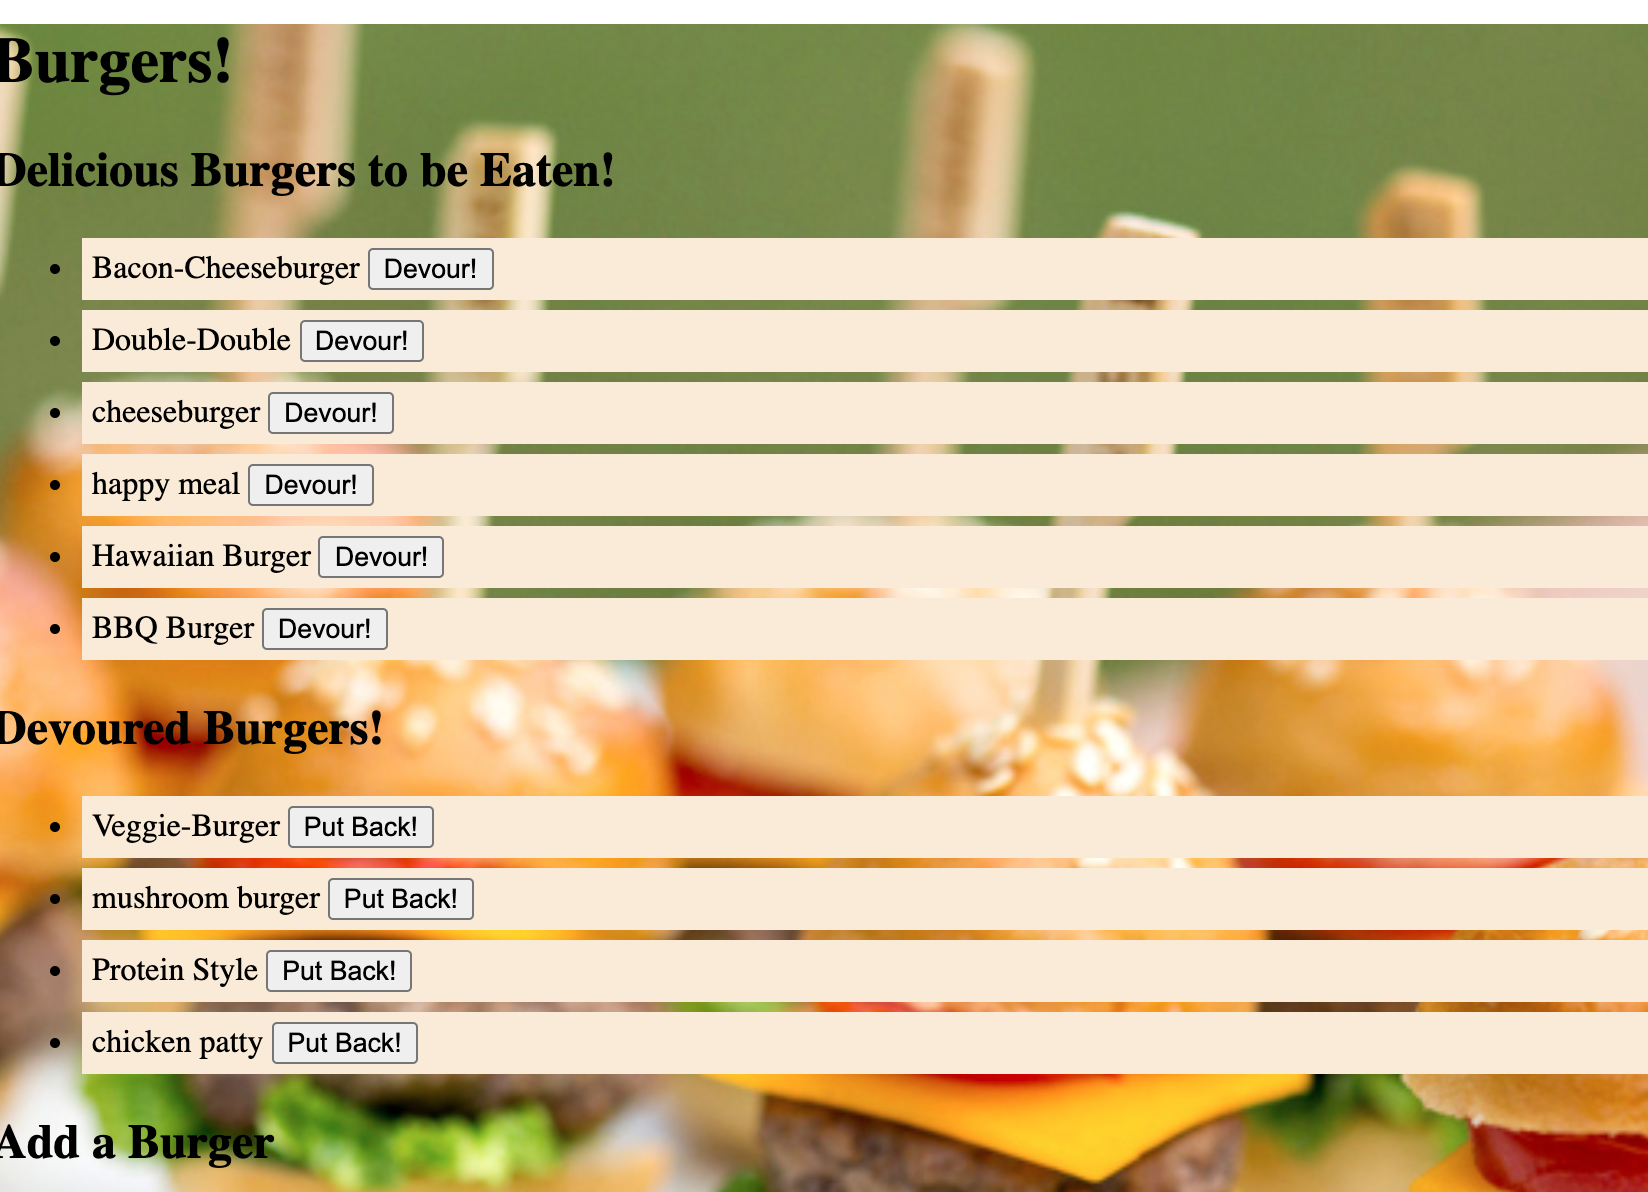 Burgers!
Delicious Burgers to be Eaten!
Bacon-Cheeseburger Devour!
Double-Double Devour!
cheeseburger Devour!
happy meal Devour!
Hawaiian Burger Devour!
BBQ Burger Devour!
Devoured Burgers!
Veggie-Burger Put Back!
mushroom burger Put Back!
Protein Style Put Back!
chicken patty Put Back!
Add a Burger